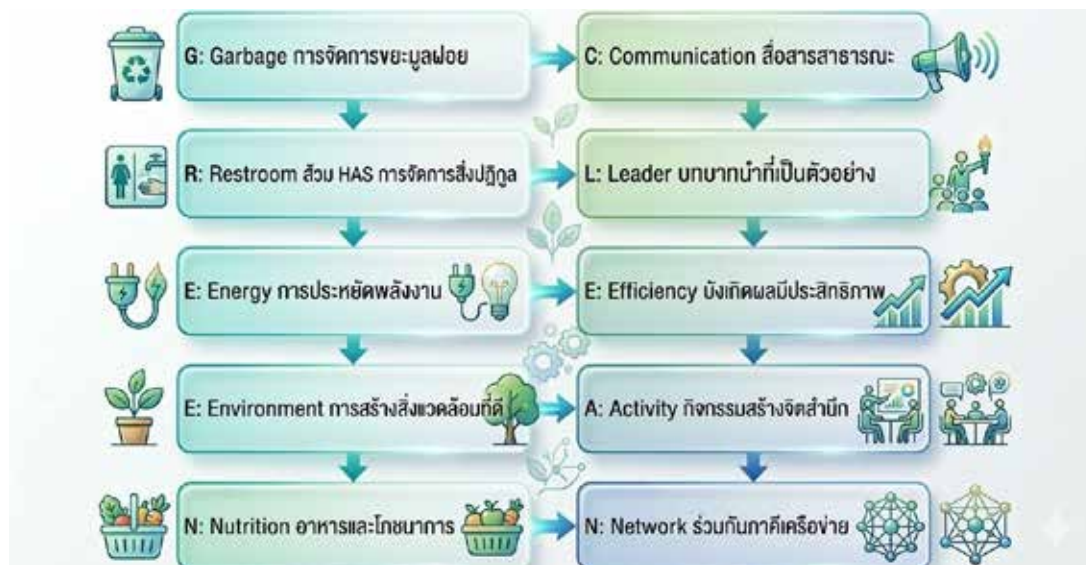 G: Garbage การจัดการขยะมูลฝอย
C: Communication สื่อสารสาธารณะ
R: Restroom ส้วม HAS การจัดการสิ่งปฏิกูล
L: Leader บทบาทนำที่เป็นตัวอย่าง
E: Energy การประหยัดพลังงาน
E: Efficiency บังเกิดผลมีประสิทธิภาพ
E: Environment การสร้างสิ่งแวดล้อมที่ดี
A: Activity กิจกรรมสร้างจิตสำนึก
N: Nutrition อาหารและโภชนาการ
N: Network ร่วมกันภาคีเครือข่าย